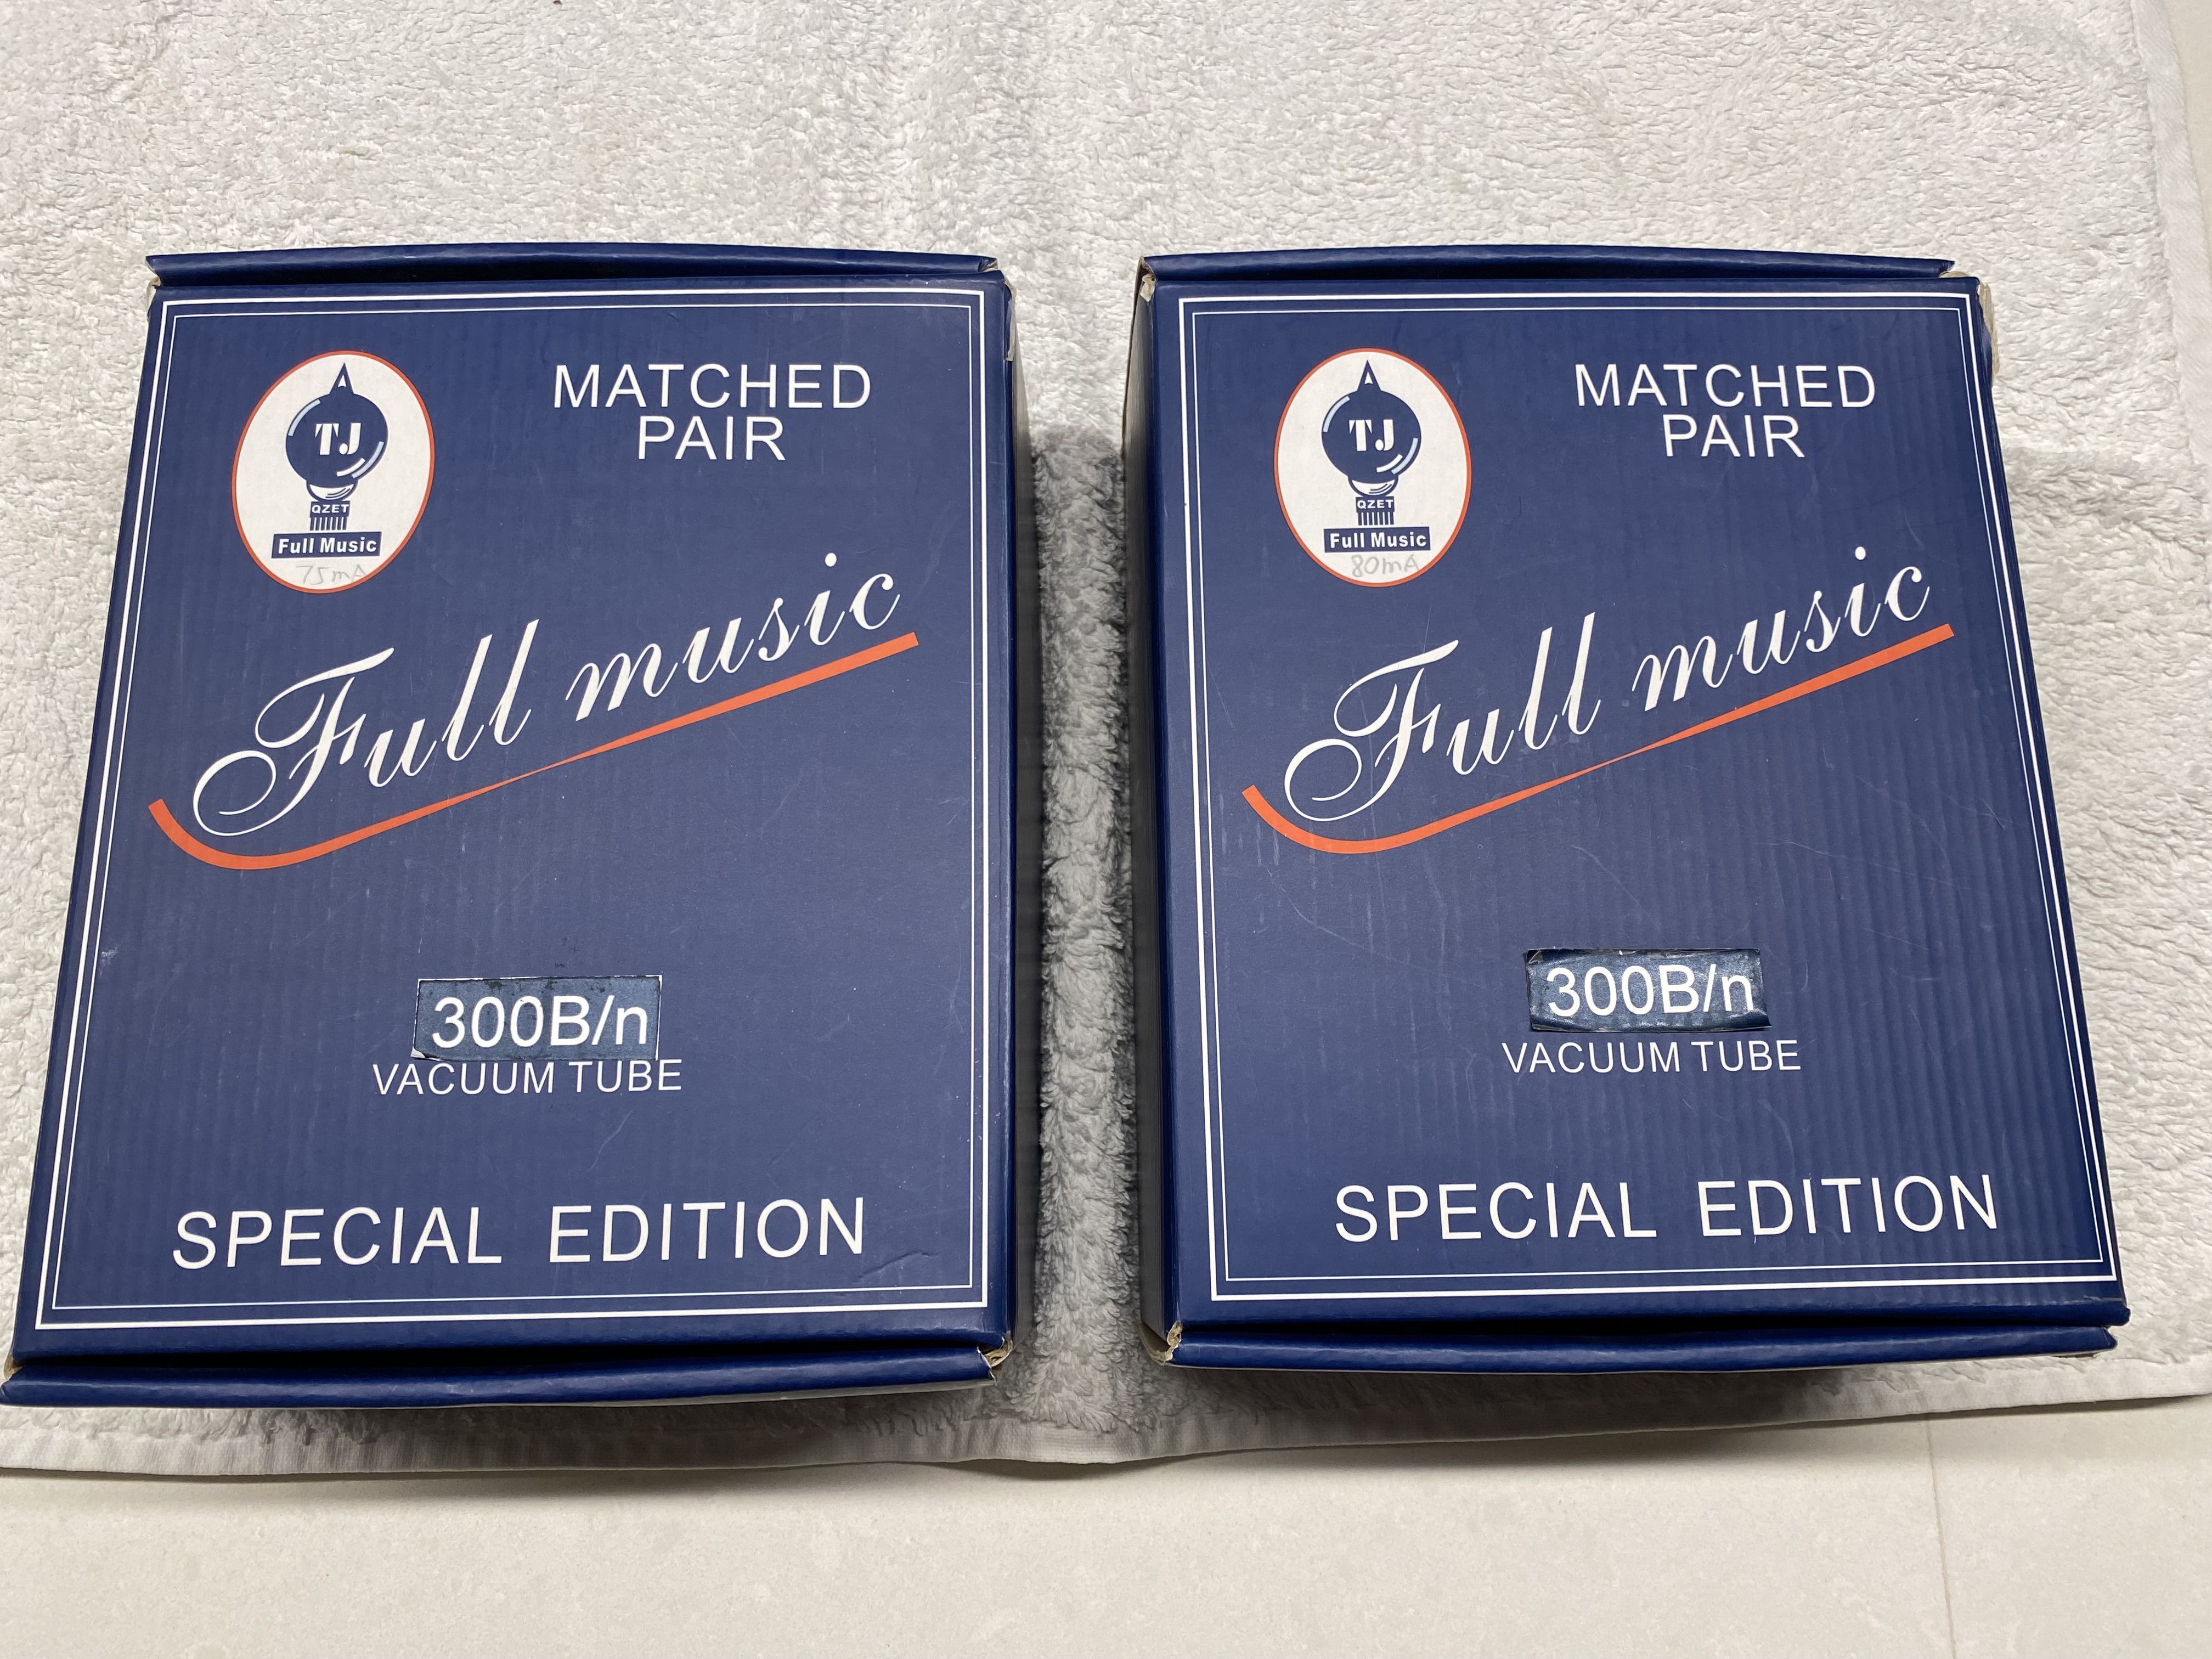 MATCHED
PAIR
TJ
QZET
Full Music
75mA
Full music
300B/n
VACUUM TUBE
SPECIAL EDITION
MATCHED
PAIR
TJ
QZET
Full Music
80mA
Full music
300B/n
VACUUM TUBE
SPECIAL EDITION